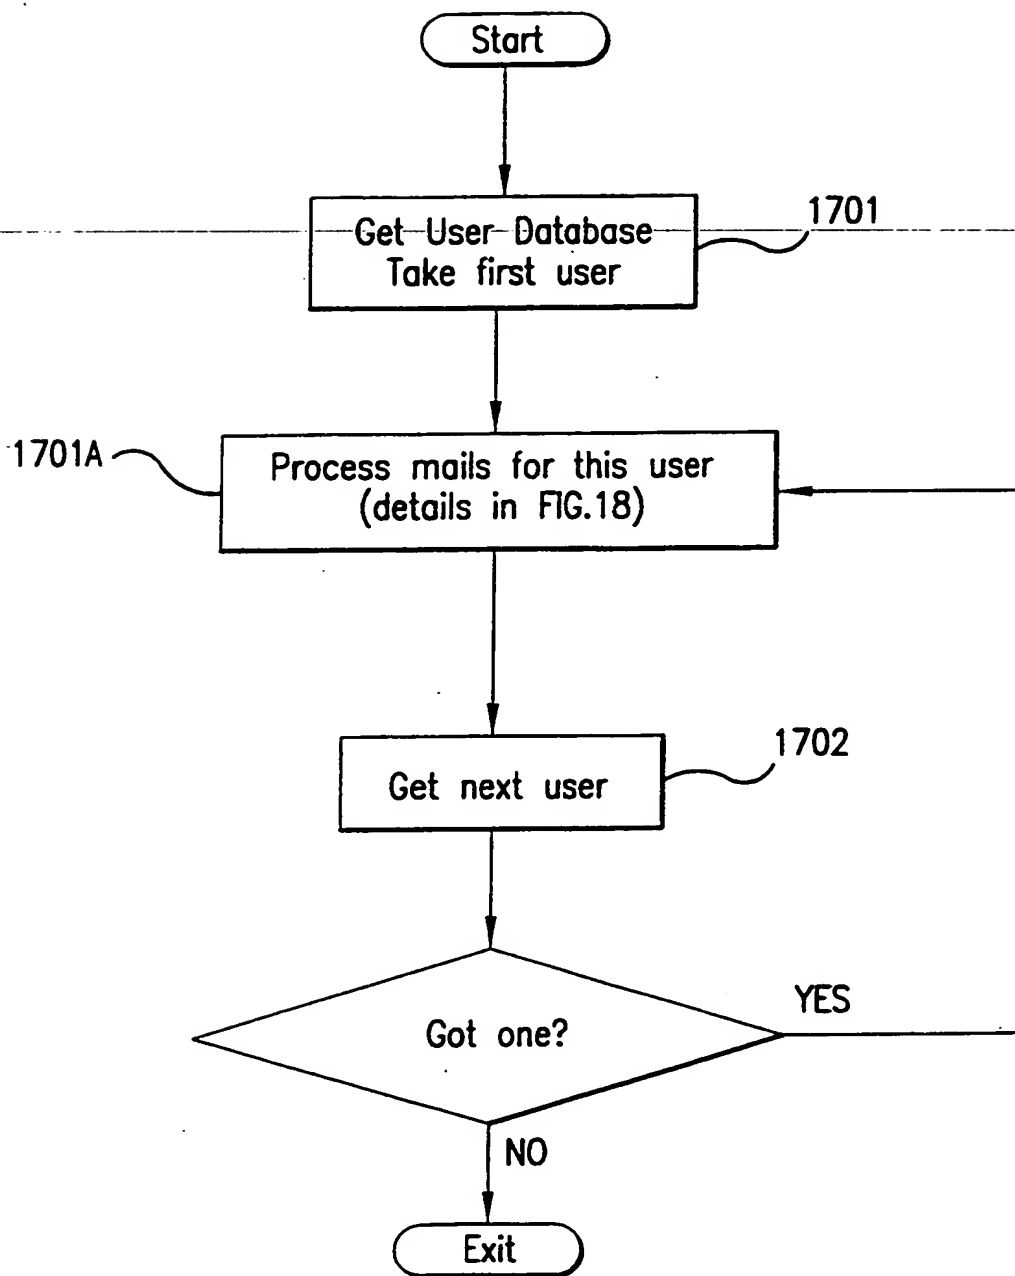 Start
Get User Database
Take first user
1701
1701A
Process mails for this user
(details in FIG.18)
Get next user
1702
Got one?
YES
NO
Exit